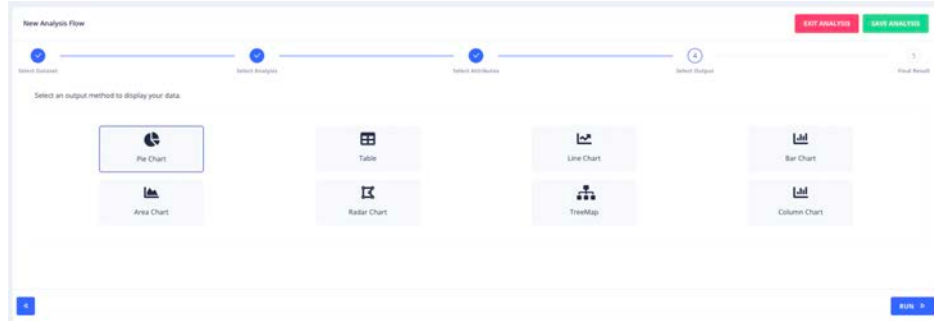 New Analysis Flow
EXIT ANALYSIS
SAVE ANALYSIS
4
5
Select Dataset
Select Analysis
Select Attributes
Select Output
Final Result
Select an output method to display your data.
Pie Chart
Table
Line Chart
Bar Chart
Area Chart
Radar Chart
TreeMap
Column Chart
«
RUN »